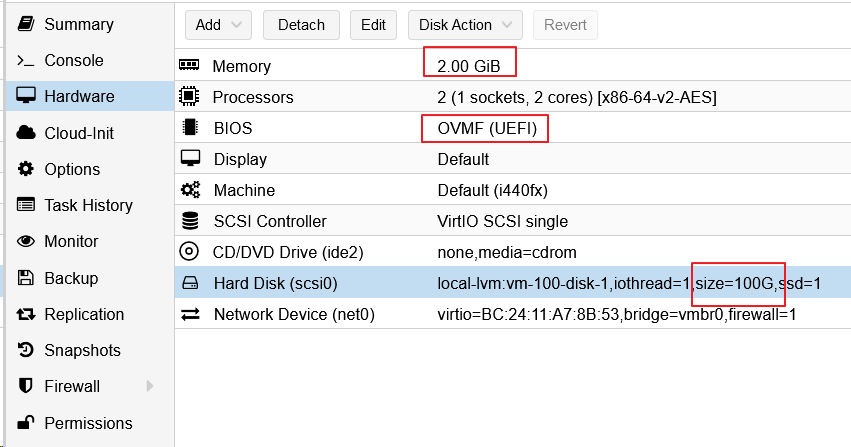 Summary
Console
Hardware
Cloud-Init
Options
Task History
Monitor
Backup
Replication
Snapshots
Firewall
Permissions
Add Detach Edit Disk Action Revert
Memory 2.00 GiB
Processors 2 (1 sockets, 2 cores) [x86-64-v2-AES]
BIOS OVMF (UEFI)
Display Default
Machine Default (i440fx)
SCSI Controller VirtIO SCSI single
CD/DVD Drive (ide2) none,media=cdrom
Hard Disk (scsi0) local-lvm:vm-100-disk-1,iothread=1,size=100G,ssd=1
Network Device (net0) virtio=BC:24:11:A7:8B:53,bridge=vmbr0,firewall=1